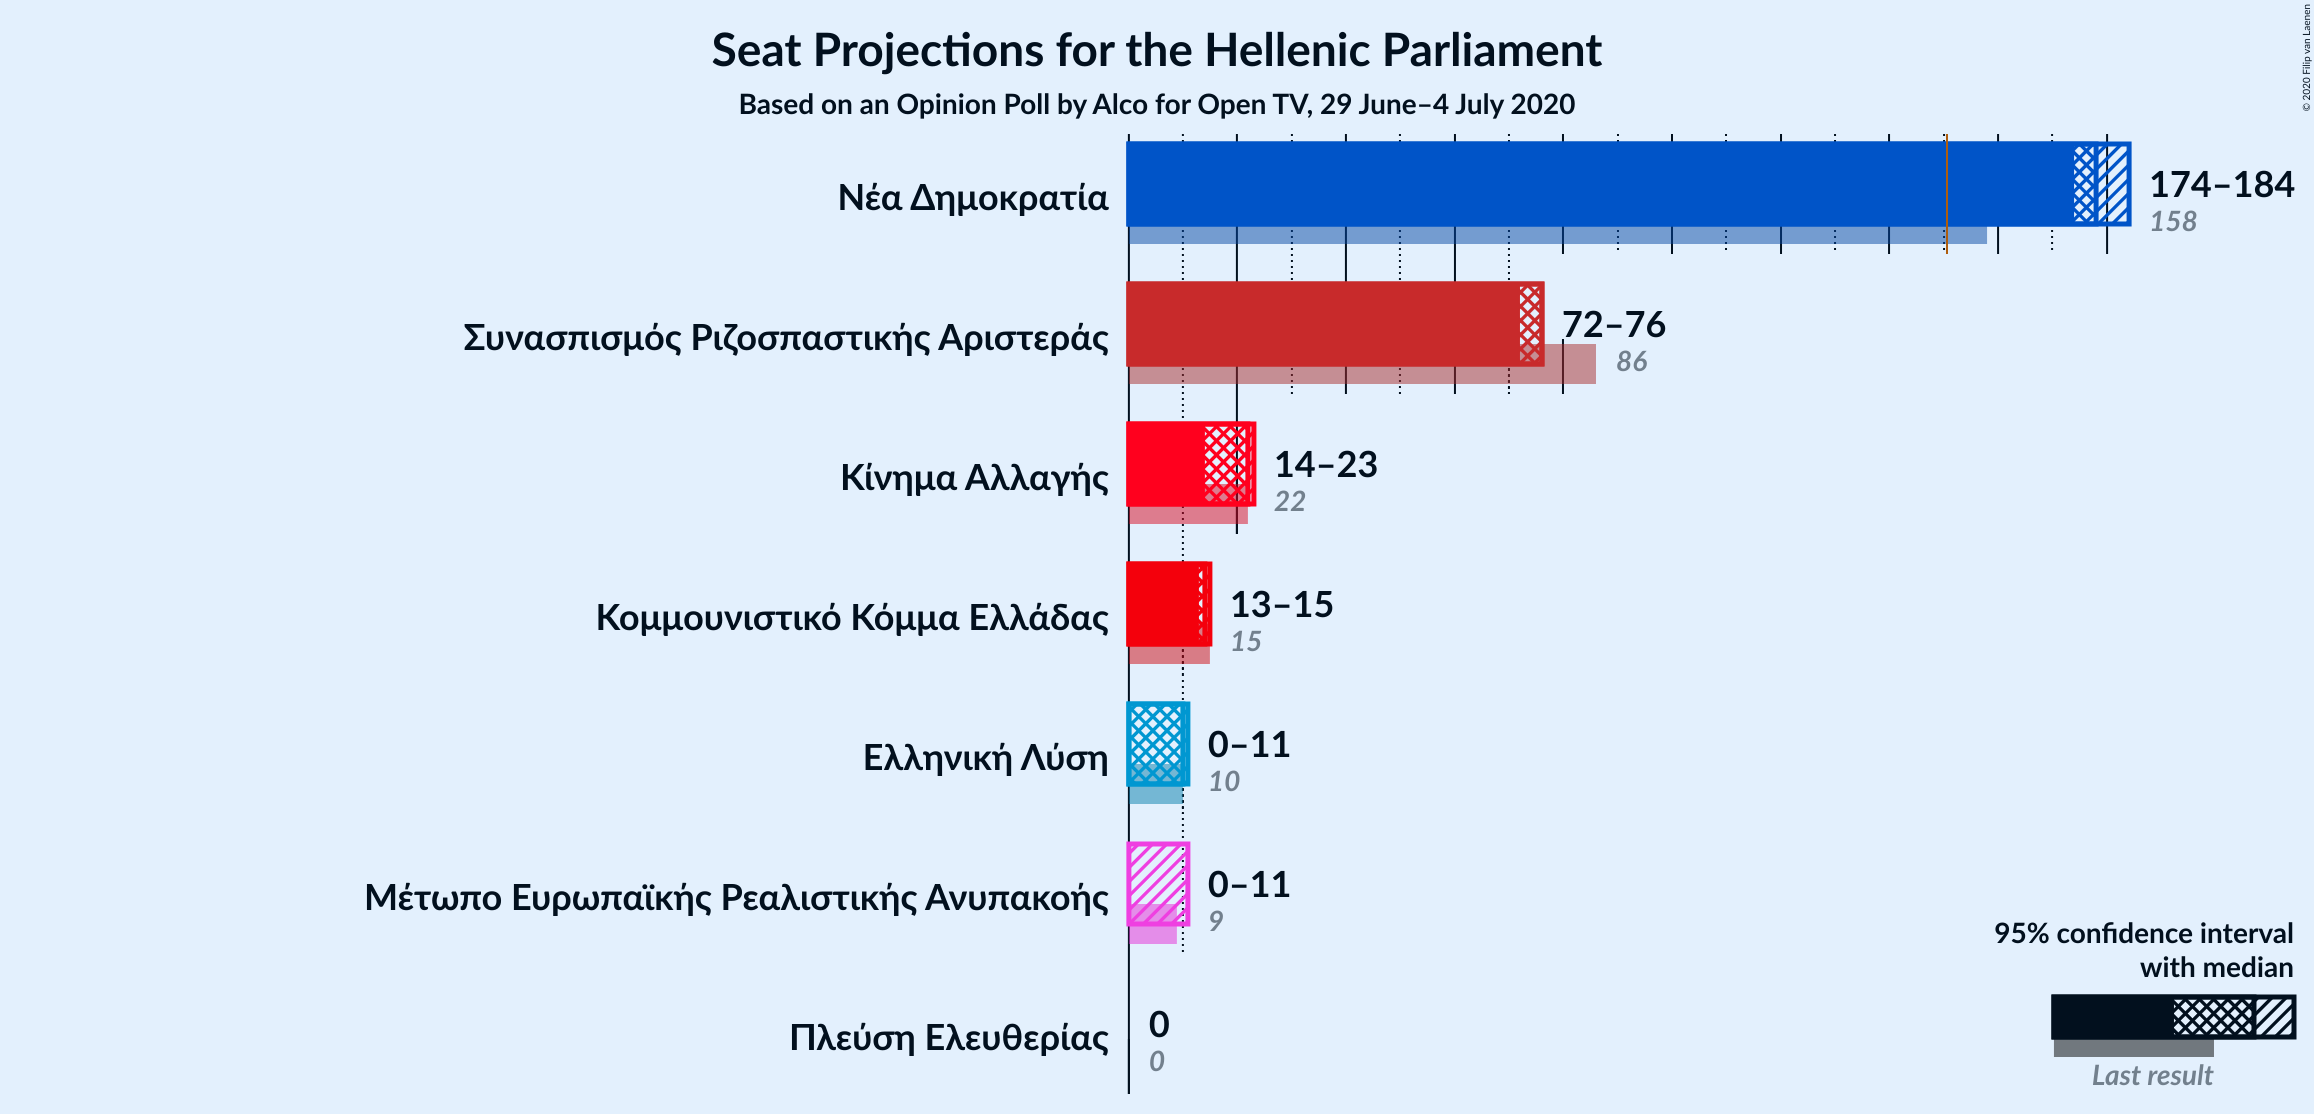 Seat Projections for the Hellenic Parliament
Based on an Opinion Poll by Alco for Open TV, 29 June–4 July 2020
© 2020 Filip van Laenen
Νέα Δημοκρατία
174–184
158
Συνασπισμός Ριζοσπαστικής Αριστεράς
72–76
86
Κίνημα Αλλαγής
14–23
22
Κομμουνιστικό Κόμμα Ελλάδας
13–15
15
Ελληνική Λύση
0–11
10
Μέτωπο Ευρωπαϊκής Ρεαλιστικής Ανυπακοής
0–11
9
Πλεύση Ελευθερίας
0
0
95% confidence interval
with median
Last result